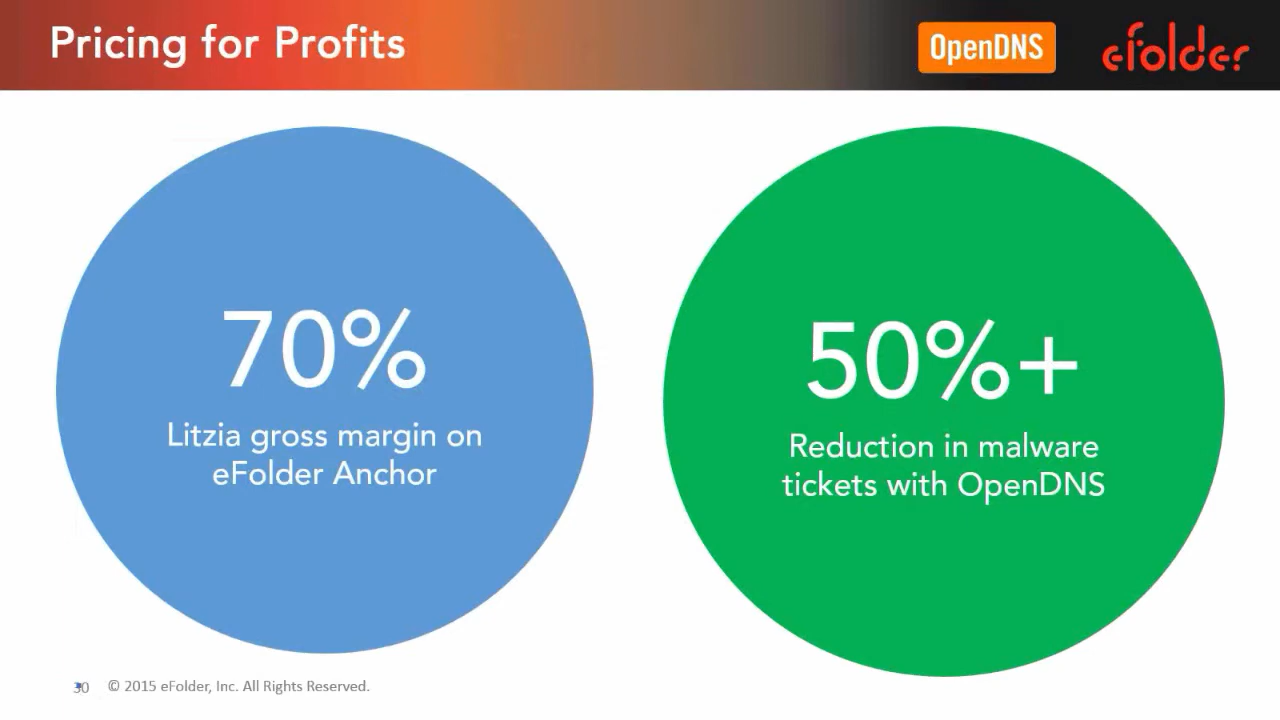 Pricing for Profits
OpenDNS
eFolder
70%
Litzia gross margin on
eFolder Anchor
50%+
Reduction in malware
tickets with OpenDNS
30
© 2015 eFolder, Inc. All Rights Reserved.